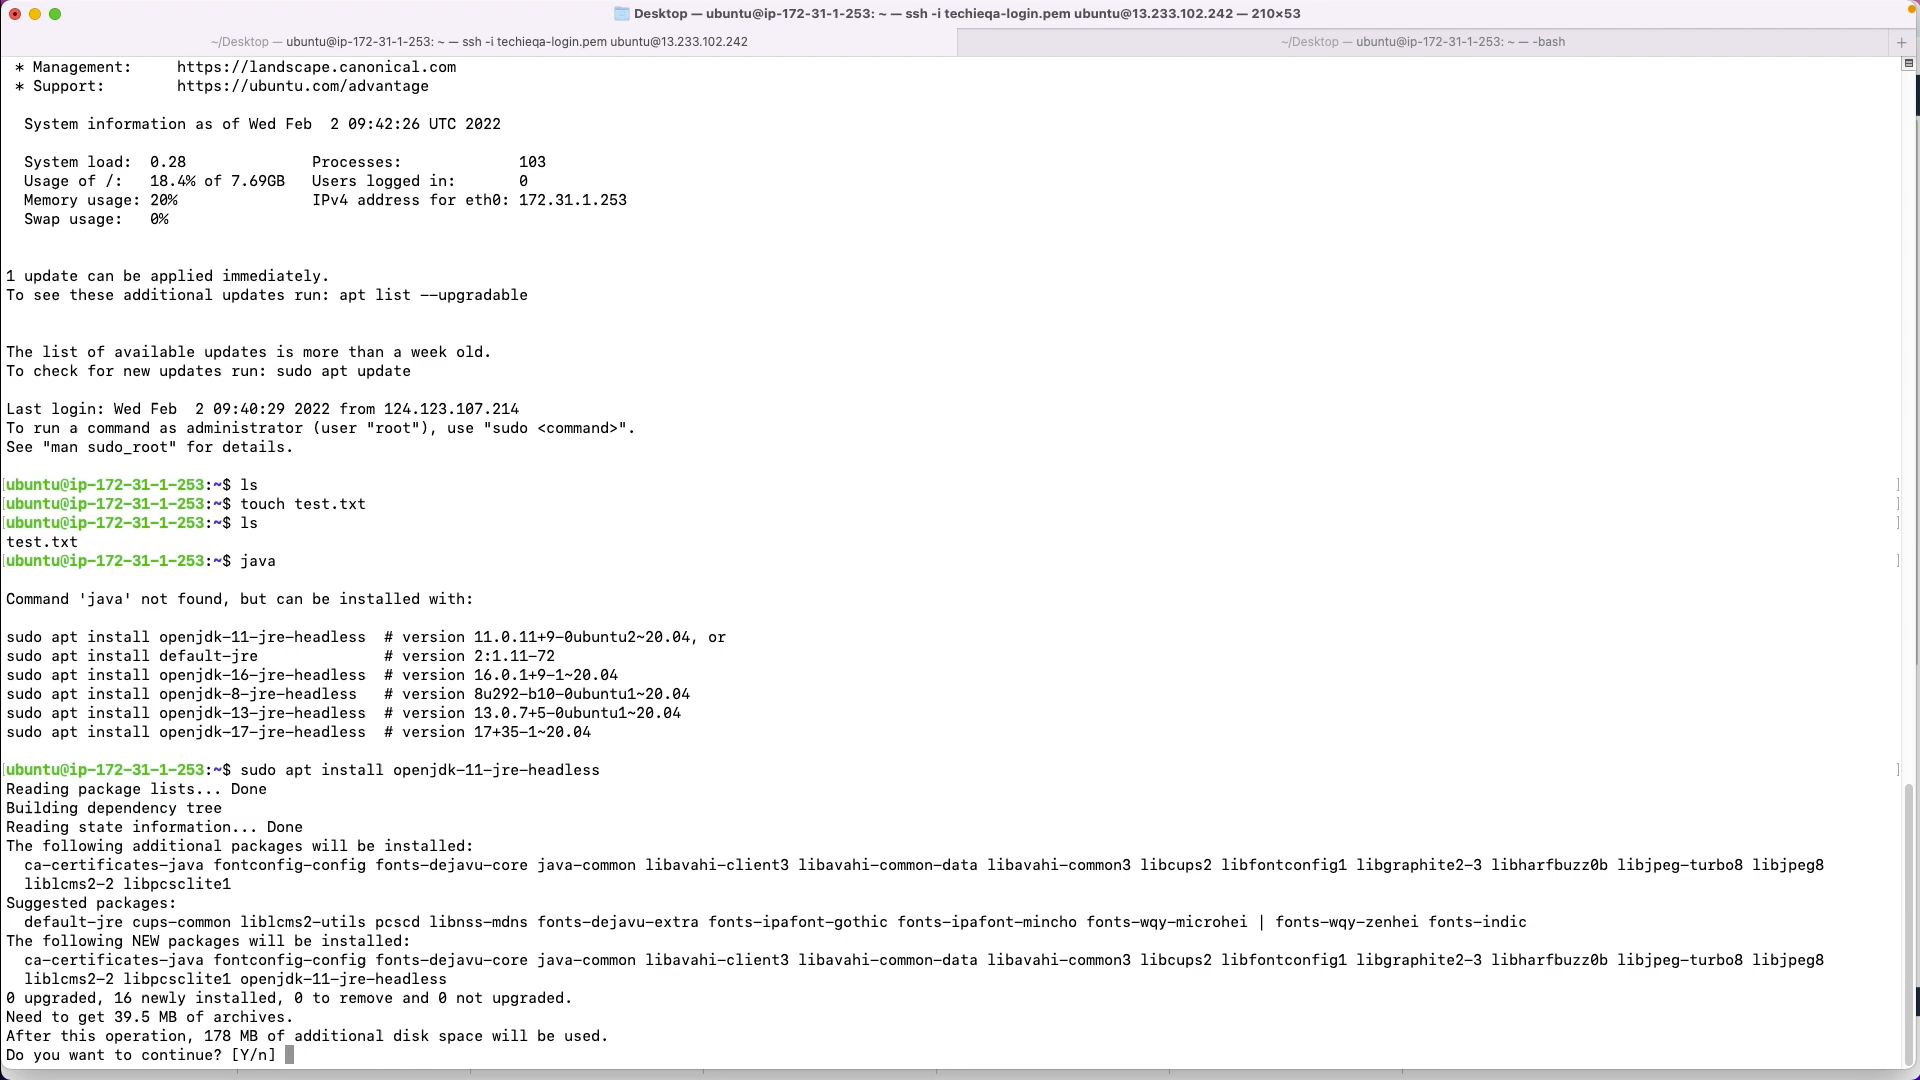 Desktop — ubuntu@ip-172-31-1-253: ~ — ssh -i techieqa-login.pem ubuntu@13.233.102.242 — 210×53
~/Desktop — ubuntu@ip-172-31-1-253: ~ — ssh -i techieqa-login.pem ubuntu@13.233.102.242
~/Desktop — ubuntu@ip-172-31-1-253: ~ — -bash
* Management:     https://landscape.canonical.com
* Support:        https://ubuntu.com/advantage
System information as of Wed Feb  2 09:42:26 UTC 2022
System load:  0.28              Processes:             103
Usage of /:   18.4% of 7.69GB   Users logged in:       0
Memory usage: 20%               IPv4 address for eth0: 172.31.1.253
Swap usage:   0%
1 update can be applied immediately.
To see these additional updates run: apt list --upgradable
The list of available updates is more than a week old.
To check for new updates run: sudo apt update
Last login: Wed Feb  2 09:40:29 2022 from 124.123.107.214
To run a command as administrator (user "root"), use "sudo <command>".
See "man sudo_root" for details.
[ubuntu@ip-172-31-1-253:~$ ls ]
[ubuntu@ip-172-31-1-253:~$ touch test.txt ]
[ubuntu@ip-172-31-1-253:~$ ls ]
test.txt
[ubuntu@ip-172-31-1-253:~$ java ]
Command 'java' not found, but can be installed with:
sudo apt install openjdk-11-jre-headless  # version 11.0.11+9-0ubuntu2~20.04, or
sudo apt install default-jre              # version 2:1.11-72
sudo apt install openjdk-16-jre-headless  # version 16.0.1+9-1~20.04
sudo apt install openjdk-8-jre-headless   # version 8u292-b10-0ubuntu1~20.04
sudo apt install openjdk-13-jre-headless  # version 13.0.7+5-0ubuntu1~20.04
sudo apt install openjdk-17-jre-headless  # version 17+35-1~20.04
[ubuntu@ip-172-31-1-253:~$ sudo apt install openjdk-11-jre-headless ]
Reading package lists... Done
Building dependency tree
Reading state information... Done
The following additional packages will be installed:
ca-certificates-java fontconfig-config fonts-dejavu-core java-common libavahi-client3 libavahi-common-data libavahi-common3 libcups2 libfontconfig1 libgraphite2-3 libharfbuzz0b libjpeg-turbo8 libjpeg8
liblcms2-2 libpcsclite1
Suggested packages:
default-jre cups-common liblcms2-utils pcscd libnss-mdns fonts-dejavu-extra fonts-ipafont-gothic fonts-ipafont-mincho fonts-wqy-microhei | fonts-wqy-zenhei fonts-indic
The following NEW packages will be installed:
ca-certificates-java fontconfig-config fonts-dejavu-core java-common libavahi-client3 libavahi-common-data libavahi-common3 libcups2 libfontconfig1 libgraphite2-3 libharfbuzz0b libjpeg-turbo8 libjpeg8
liblcms2-2 libpcsclite1 openjdk-11-jre-headless
0 upgraded, 16 newly installed, 0 to remove and 0 not upgraded.
Need to get 39.5 MB of archives.
After this operation, 178 MB of additional disk space will be used.
Do you want to continue? [Y/n]